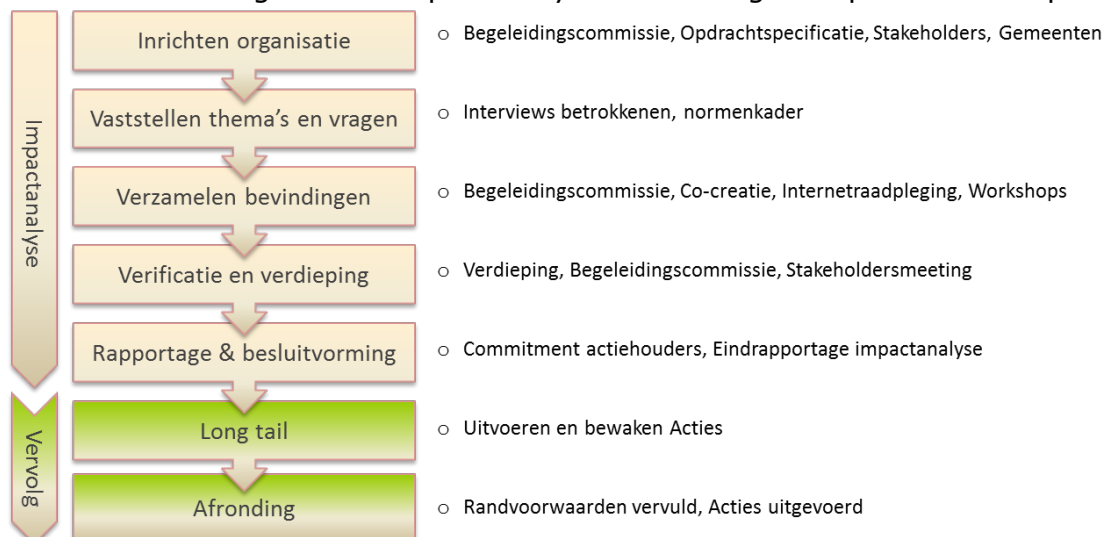 Impactanalyse
Inrichten organisatie
o Begeleidingscommissie, Opdrachtspecificatie, Stakeholders, Gemeenten
Vaststellen thema's en vragen
o Interviews betrokkenen, normenkader
Verzamelen bevindingen
o Begeleidingscommissie, Co-creatie, Internetraadpleging, Workshops
Verificatie en verdieping
o Verdieping, Begeleidingscommissie, Stakeholdersmeeting
Rapportage & besluitvorming
o Commitment actiehouders, Eindrapportage impactanalyse
Vervolg
Long tail
o Uitvoeren en bewaken Acties
Afronding
o Randvoorwaarden vervuld, Acties uitgevoerd